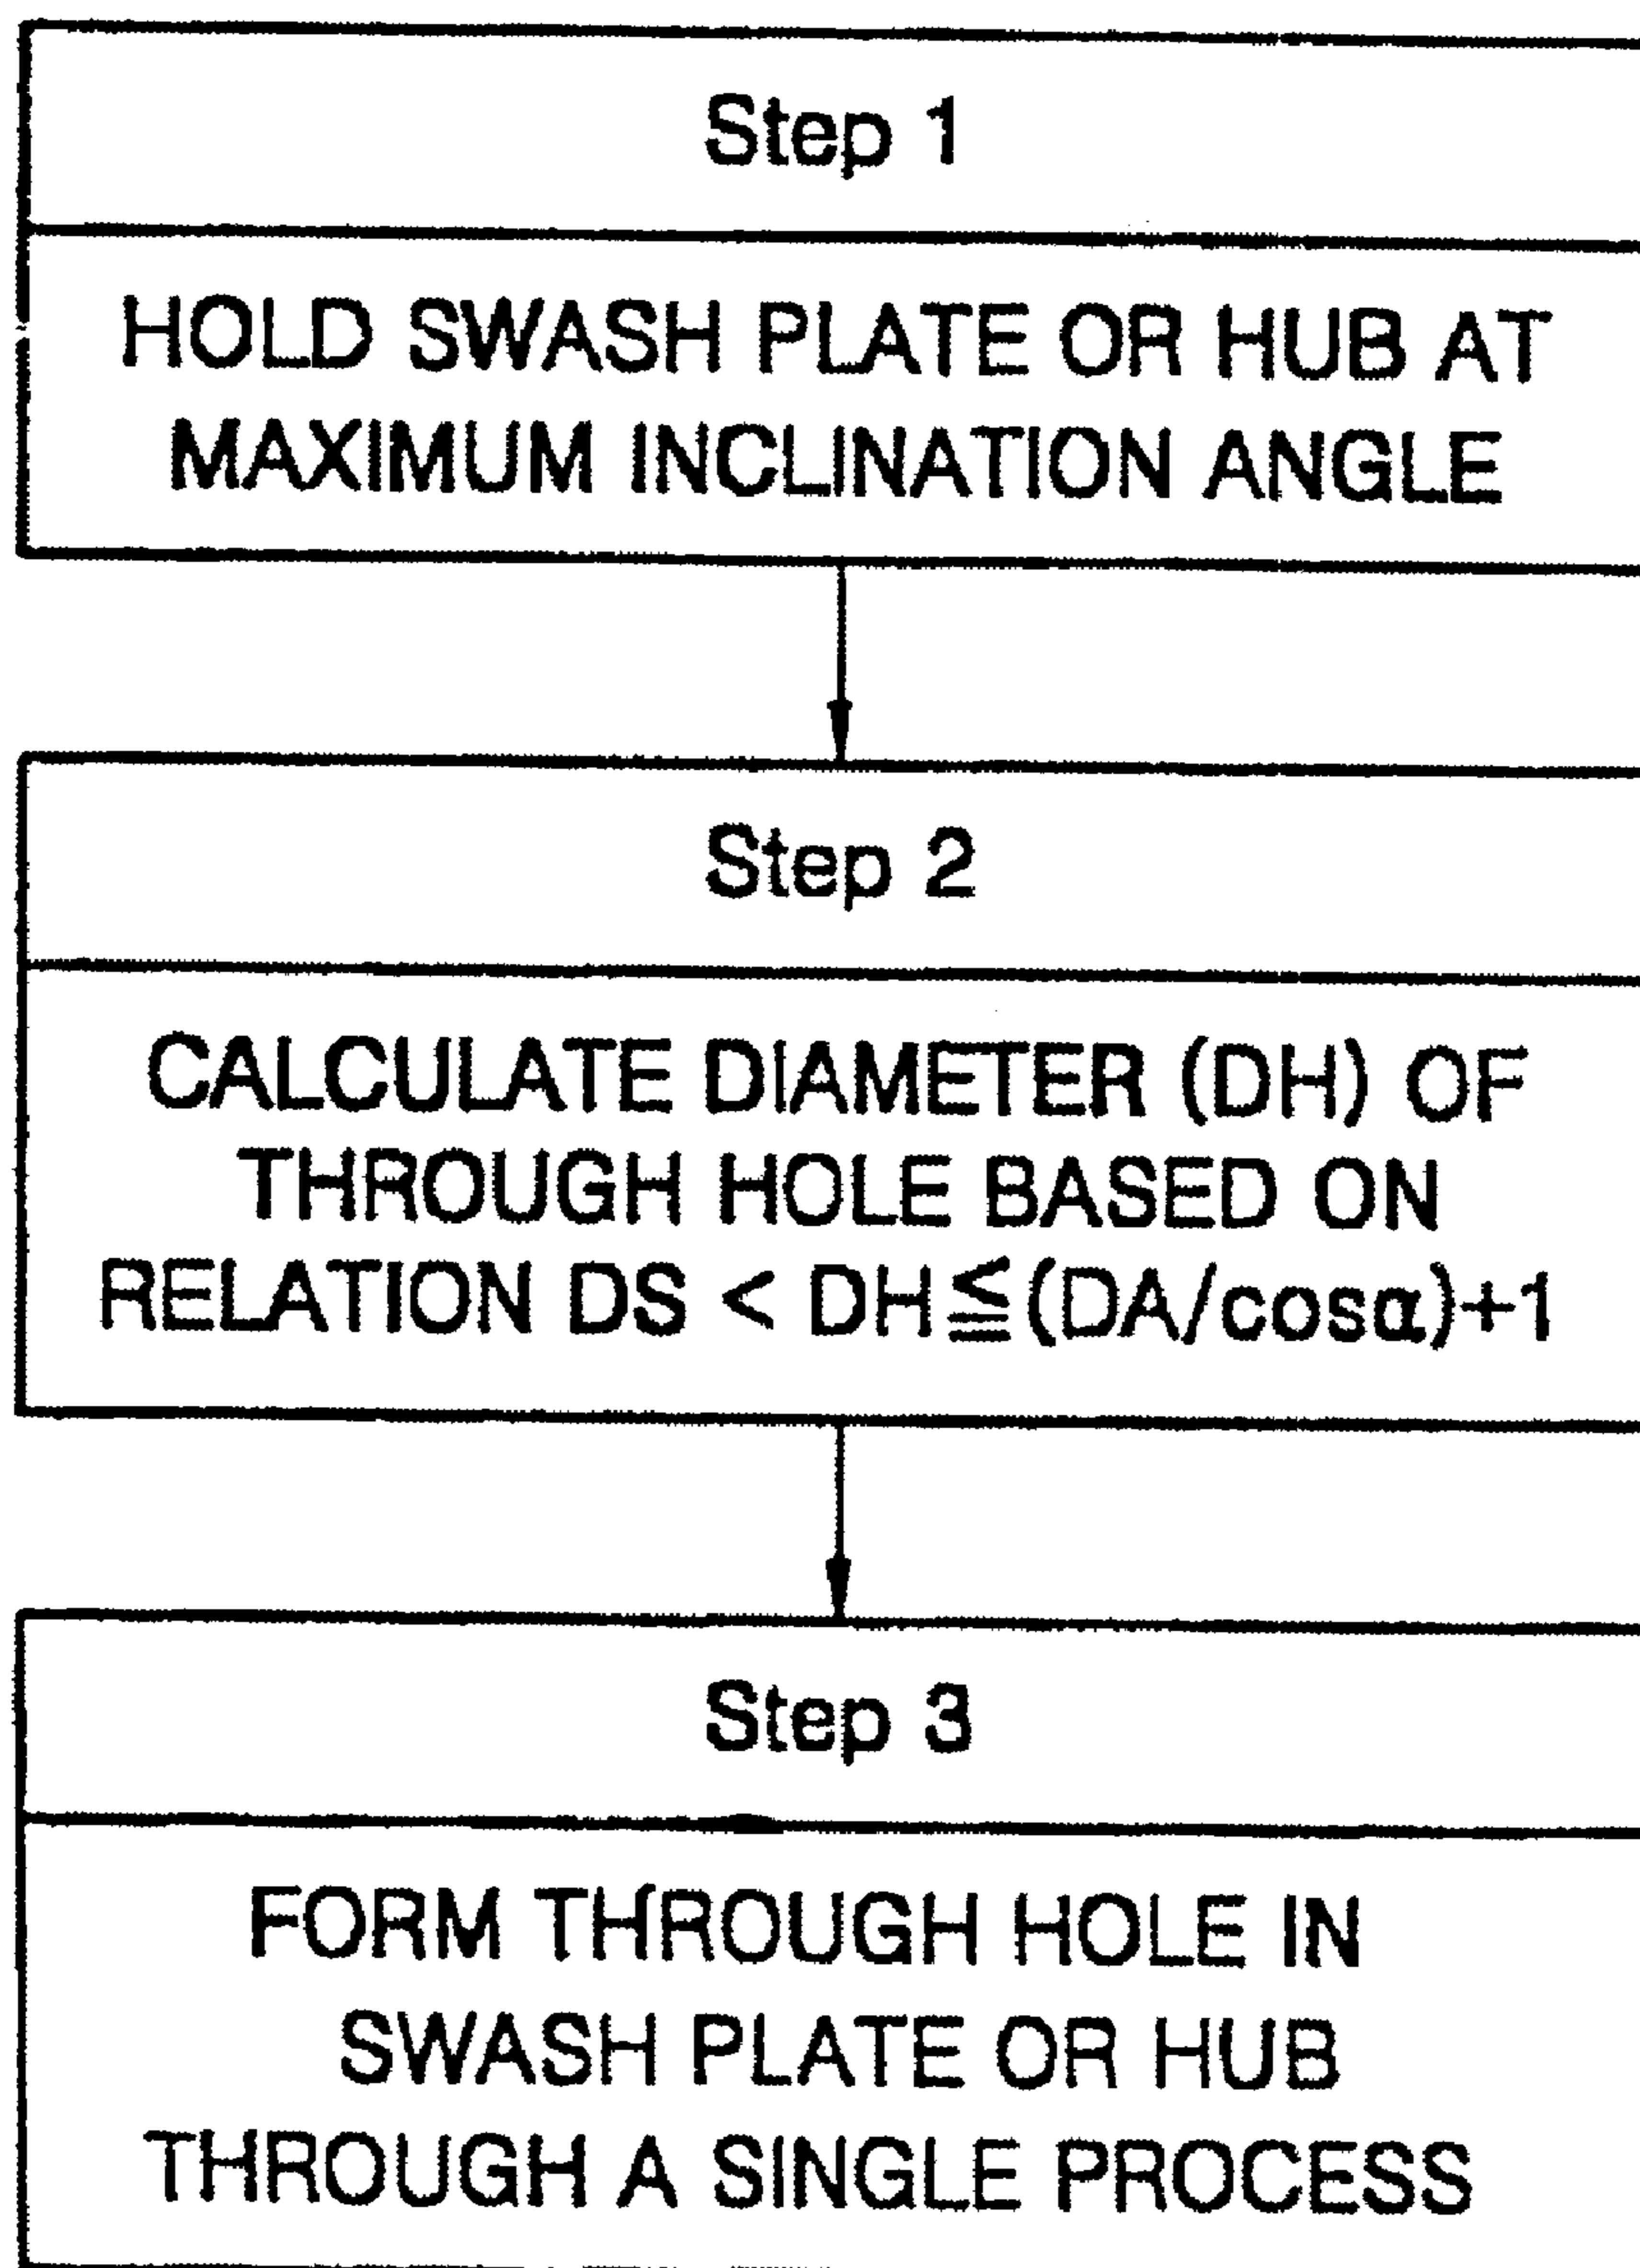 Step 1
HOLD SWASH PLATE OR HUB AT
MAXIMUM INCLINATION ANGLE
Step 2
CALCULATE DIAMETER (DH) OF
THROUGH HOLE BASED ON
RELATION DS < DH≦(DA/cosα)+1
Step 3
FORM THROUGH HOLE IN
SWASH PLATE OR HUB
THROUGH A SINGLE PROCESS